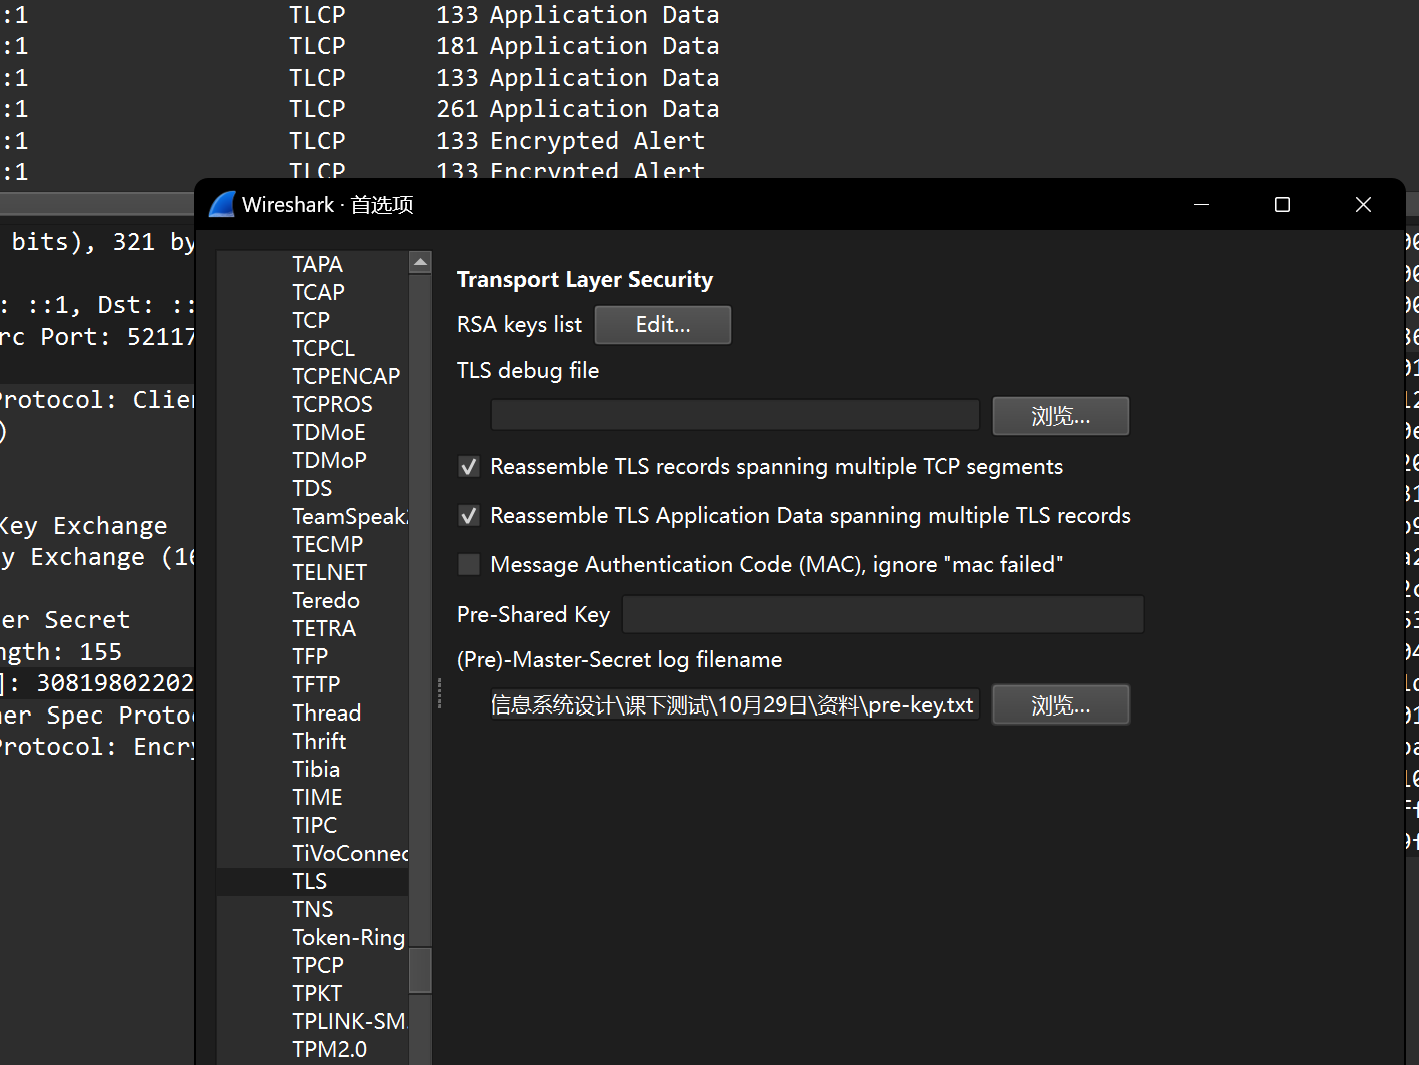 :1 TLCP 133 Application Data
:1 TLCP 181 Application Data
:1 TLCP 133 Application Data
:1 TLCP 261 Application Data
:1 TLCP 133 Encrypted Alert
:1 TLCP 133 Encrypted Alert
Wireshark · 首选项
bits), 321 by
: ::1, Dst: ::
rc Port: 52117
Protocol: Clien
)
Key Exchange
y Exchange (16
er Secret
ngth: 155
]: 30819802202
er Spec Proto
Protocol: Encry
TAPA
TCAP
TCP
TCPCL
TCPENCAP
TCPROS
TDMoE
TDMoP
TDS
TeamSpeak2
TECMP
TELNET
Teredo
TETRA
TFP
TFTP
Thread
Thrift
Tibia
TIME
TIPC
TiVoConnec
TLS
TNS
Token-Ring
TPCP
TPKT
TPLINK-SM
TPM2.0
Transport Layer Security
RSA keys list Edit...
TLS debug file
浏览...
Reassemble TLS records spanning multiple TCP segments
Reassemble TLS Application Data spanning multiple TLS records
Message Authentication Code (MAC), ignore "mac failed"
Pre-Shared Key
(Pre)-Master-Secret log filename
信息系统设计\课下测试\10月29日\资料\pre-key.txt 浏览...